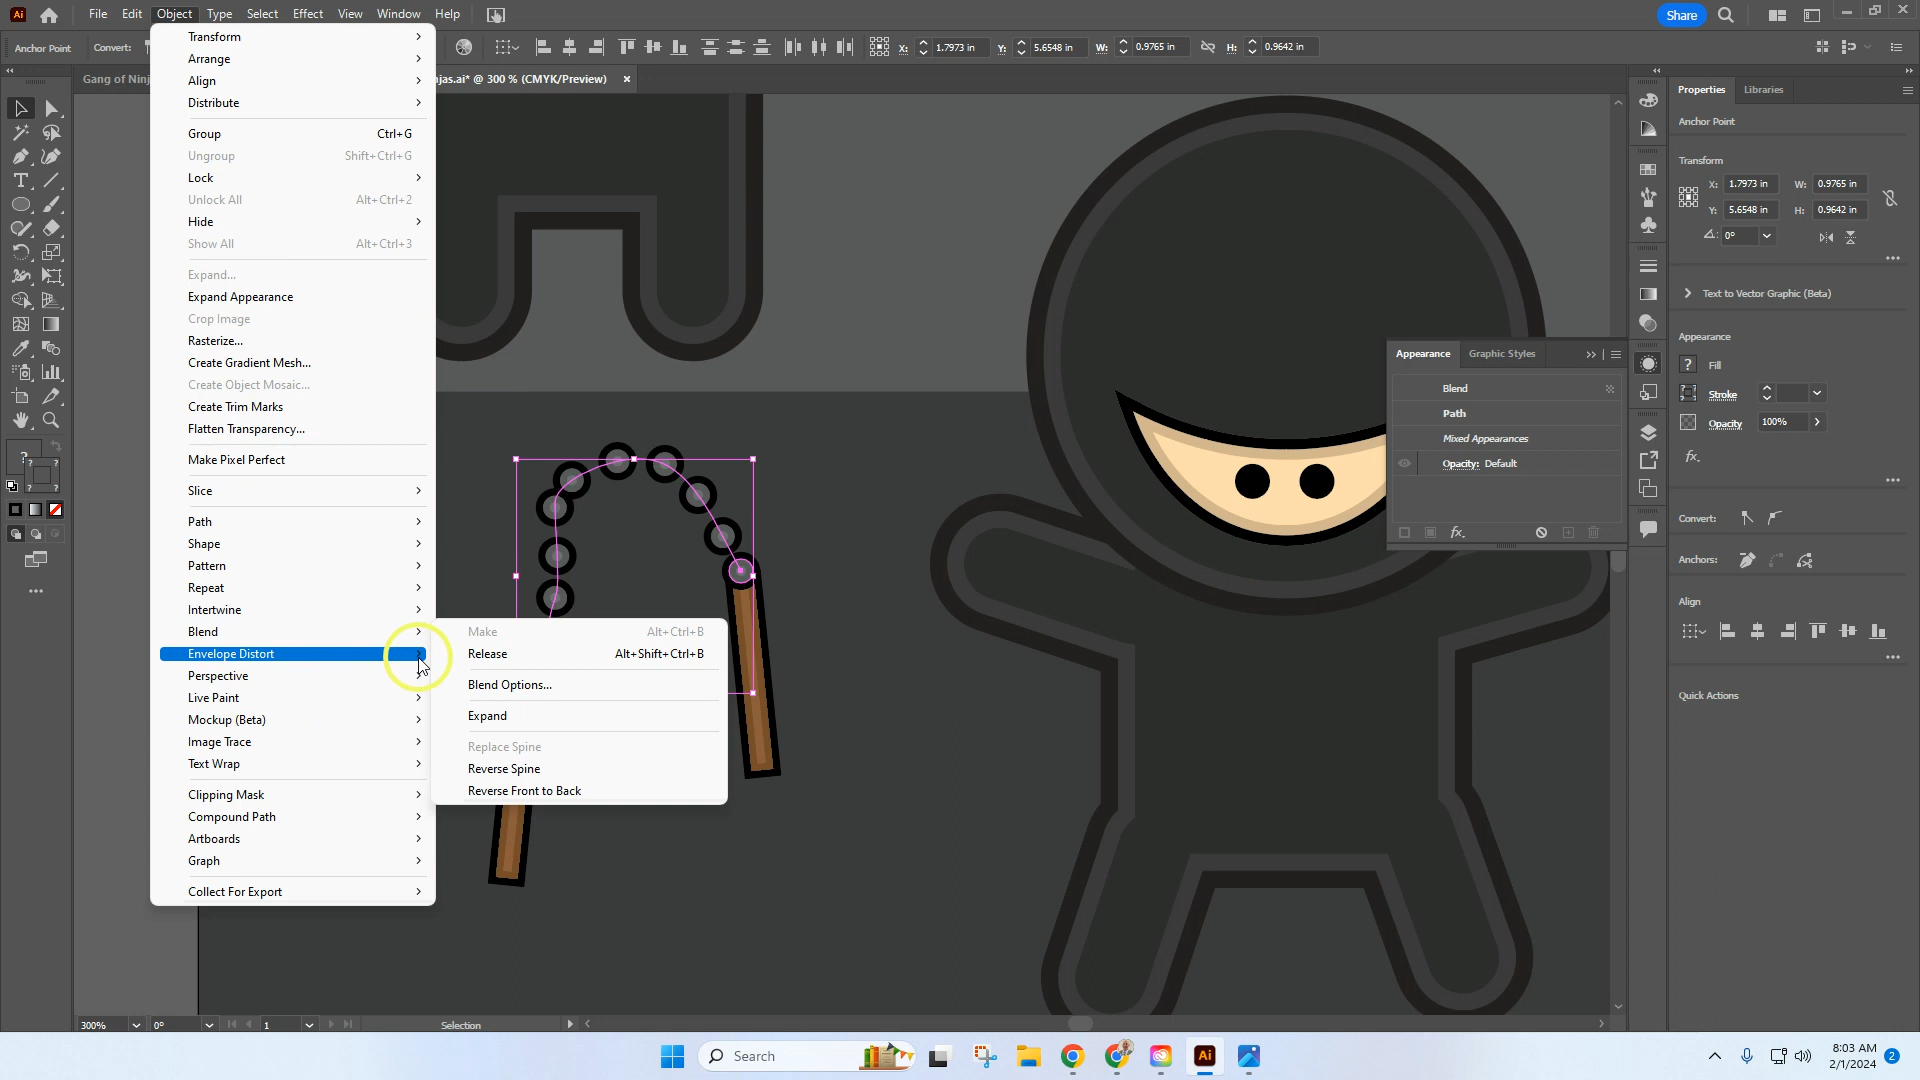 Ai File Edit Object Type Select Effect View Window Help Share
Anchor Point Convert: X: 1.7973 in Y: 5.6548 in W: 0.9765 in H: 0.9642 in
Gang of Ninj
njas.ai* @ 300 % (CMYK/Preview) ×
Transform
Arrange
Align
Distribute
Group Ctrl+G
Ungroup Shift+Ctrl+G
Lock
Unlock All Alt+Ctrl+2
Hide
Show All Alt+Ctrl+3
Expand...
Expand Appearance
Crop Image
Rasterize...
Create Gradient Mesh...
Create Object Mosaic...
Create Trim Marks
Flatten Transparency...
Make Pixel Perfect
Slice
Path
Shape
Pattern
Repeat
Intertwine
Blend
Envelope Distort
Perspective
Live Paint
Mockup (Beta)
Image Trace
Text Wrap
Clipping Mask
Compound Path
Artboards
Graph
Collect For Export
Make Alt+Ctrl+B
Release Alt+Shift+Ctrl+B
Blend Options...
Expand
Replace Spine
Reverse Spine
Reverse Front to Back
Appearance Graphic Styles
Blend
Path
Mixed Appearances
Opacity: Default
fx.
Properties Libraries
Anchor Point
Transform
X: 1.7973 in W: 0.9765 in
Y: 5.6548 in H: 0.9642 in
0°
Text to Vector Graphic (Beta)
Appearance
? Fill
Stroke
Opacity 100%
fx.
Convert:
Anchors:
Align
Quick Actions
300% 0° 1 Selection
Search
Ai
8:03 AM
2/1/2024 2